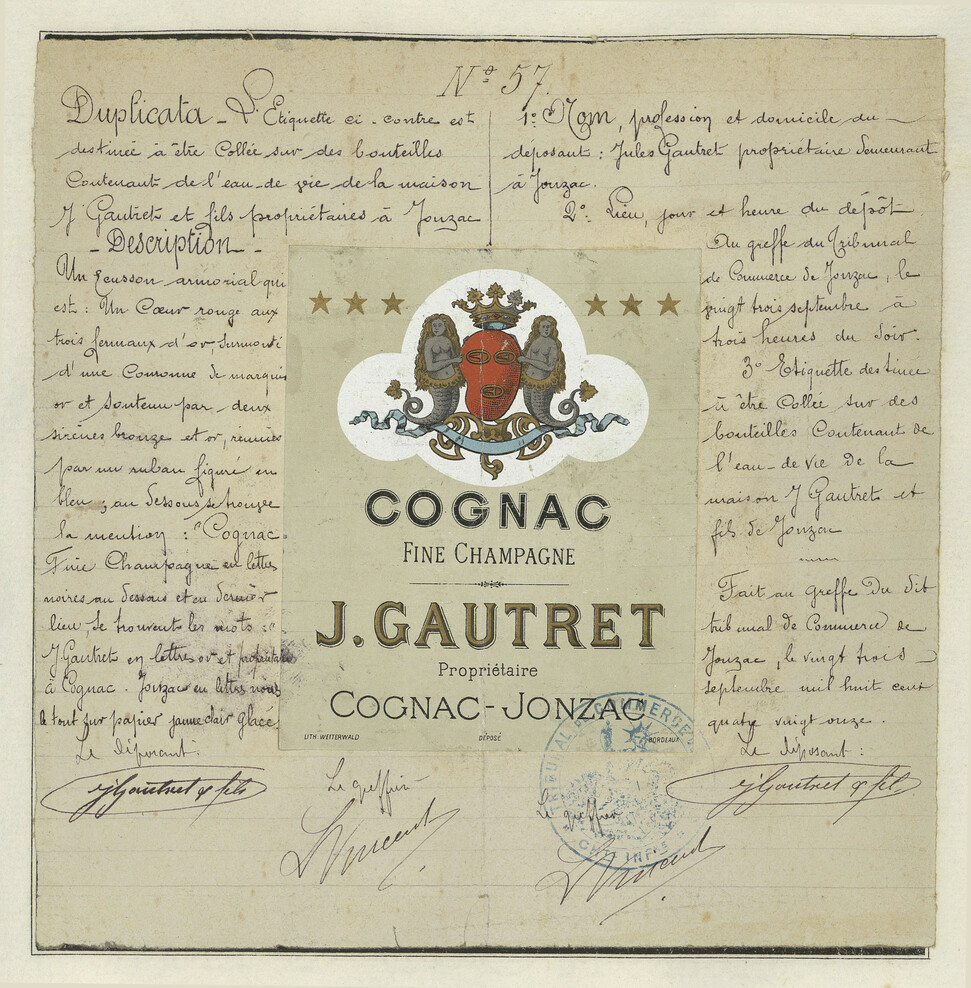 N° 57.
Duplicata _ L'Etiquette ci-contre est
destinée à être Collée sur des bouteilles
Contenant de l'eau-de vie de la maison
J Gautret et fils propriétaires à Jonzac
- Description -
Un Ecusson armorial qui
est : Un Cœur rouge aux
trois fermaux d'or, surmonté
d'une Couronne de marquis
or et soutenu par deux
sirènes bronze et or, réunies
par un ruban figuré en
bleu ; au dessous se trouve
la mention : "Cognac
Fine Champagne en lettres
noires au dessous et en dernier
lieu, se trouvent les mots :"
J Gautret en lettres or et propriétaire
à Cognac. Jonzac en lettres noires
le tout sur papier jaune clair glacé
Le déposant :
J Gautret & fils
Le greffier
Vincent
COGNAC
FINE CHAMPAGNE
J. GAUTRET
Propriétaire
COGNAC-JONZAC
LITH. WETTERWALD
DÉPOSÉ
BORDEAUX
1° Nom, profession et domicile du
déposant : Jules Gautret propriétaire demeurant
à Jonzac.
2° Lieu, jour et heure du dépôt
Au greffe du Tribunal
de Commerce de Jonzac, le
vingt trois septembre à
trois heures du soir.
3° Etiquette destinée
à être Collée sur des
bouteilles Contenant de
l'eau-de vie de la
maison J Gautret et
fils de Jonzac
Fait au greffe du dit
tribunal de Commerce de
Jonzac, le vingt trois
septembre mil huit cent
quatre vingt onze.
Le déposant :
J Gautret & fils
Le greffier
Vincent
TRIBUNAL DE COMMERCE DE
CHTE INFRE